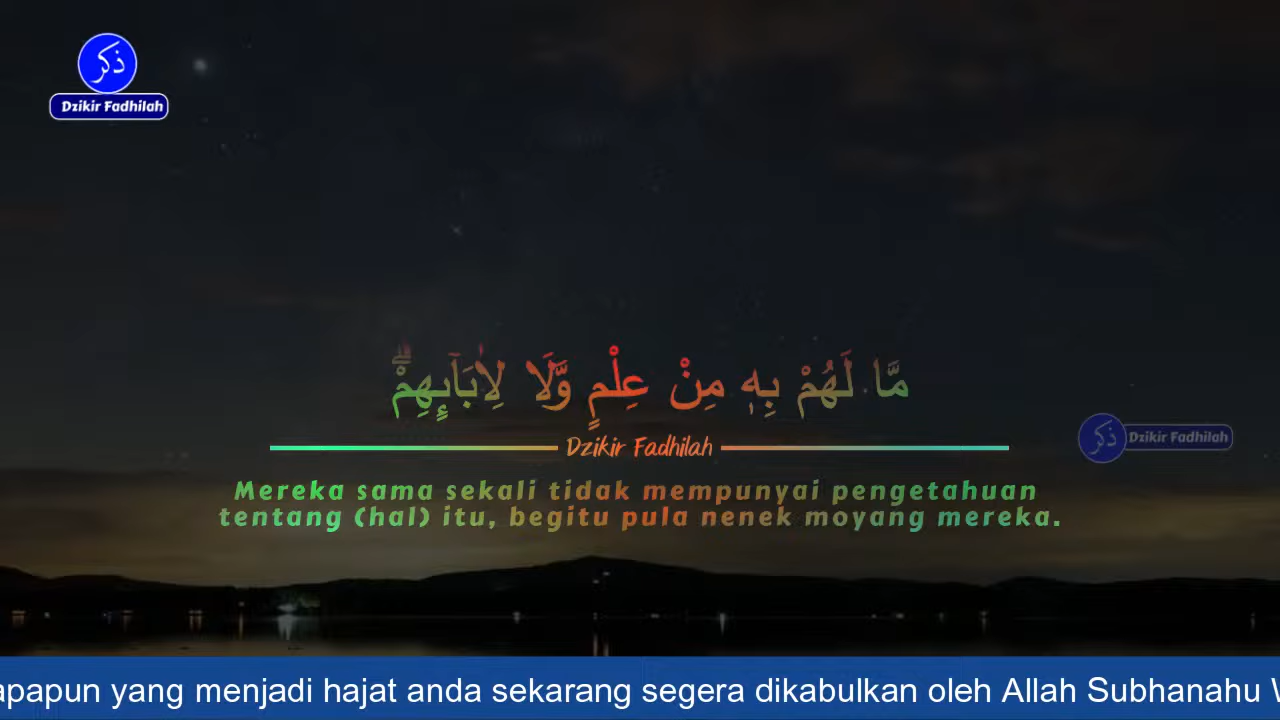 ذكر
Dzikir Fadhilah
مَّا لَهُمْ بِهٖ مِنْ عِلْمٍ وَّلَا لِاٰبَاۤىِٕهِمْۗ
Dzikir Fadhilah
ذكر
Dzikir Fadhilah
Mereka sama sekali tidak mempunyai pengetahuan
tentang (hal) itu, begitu pula nenek moyang mereka.
apapun yang menjadi hajat anda sekarang segera dikabulkan oleh Allah Subhanahu